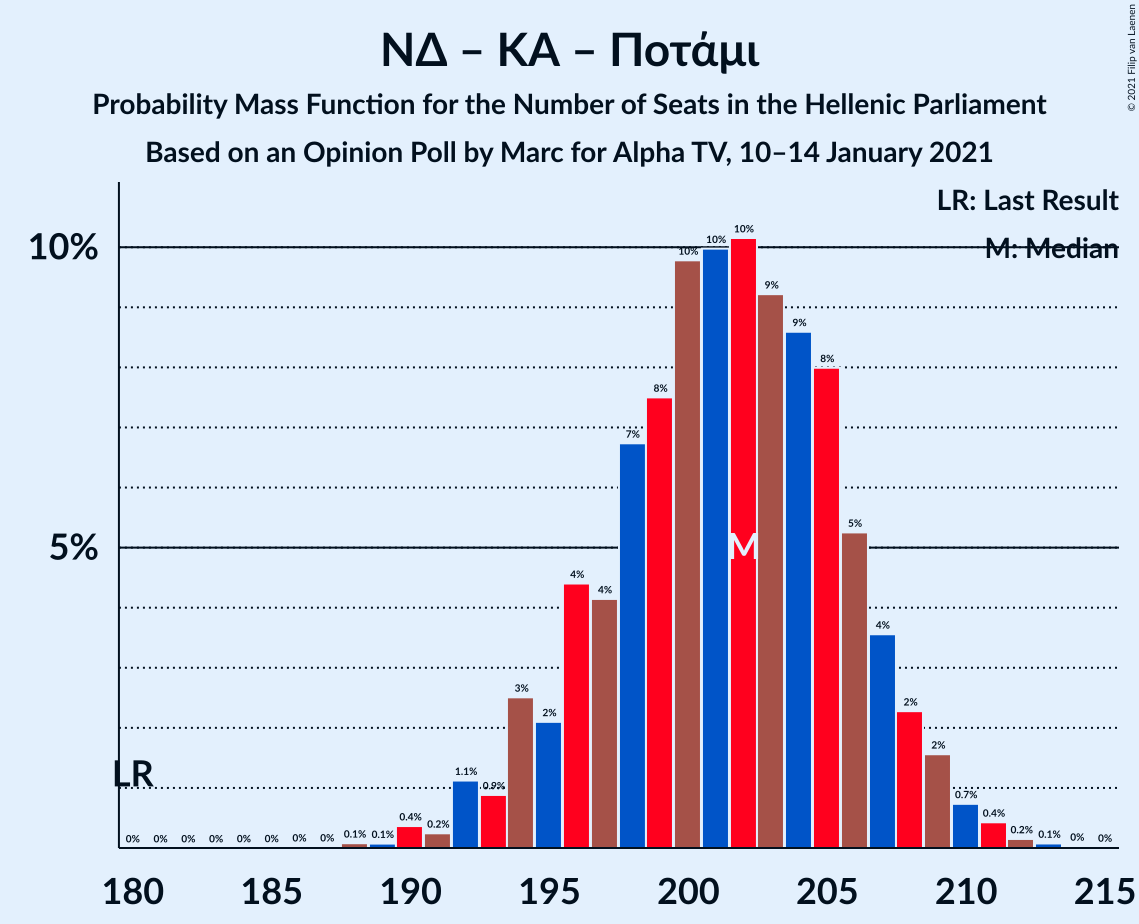 ΝΔ – ΚΑ – Ποτάμι
Probability Mass Function for the Number of Seats in the Hellenic Parliament
Based on an Opinion Poll by Marc for Alpha TV, 10–14 January 2021
© 2021 Filip van Laenen
LR: Last Result
M: Median
10%
5%
LR
M
0% 0% 0% 0% 0% 0% 0% 0% 0.1% 0.1% 0.4% 0.2% 1.1% 0.9% 3% 2% 4% 4% 7% 8% 10% 10% 10% 9% 9% 8% 5% 4% 2% 2% 0.7% 0.4% 0.2% 0.1% 0% 0%
180 185 190 195 200 205 210 215